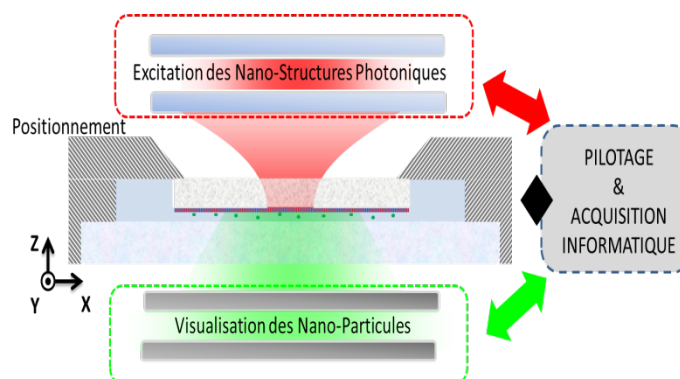 Excitation des Nano-Structures Photoniques
Positionnement
PILOTAGE
&
ACQUISITION
INFORMATIQUE
Z
Y
X
Visualisation des Nano-Particules